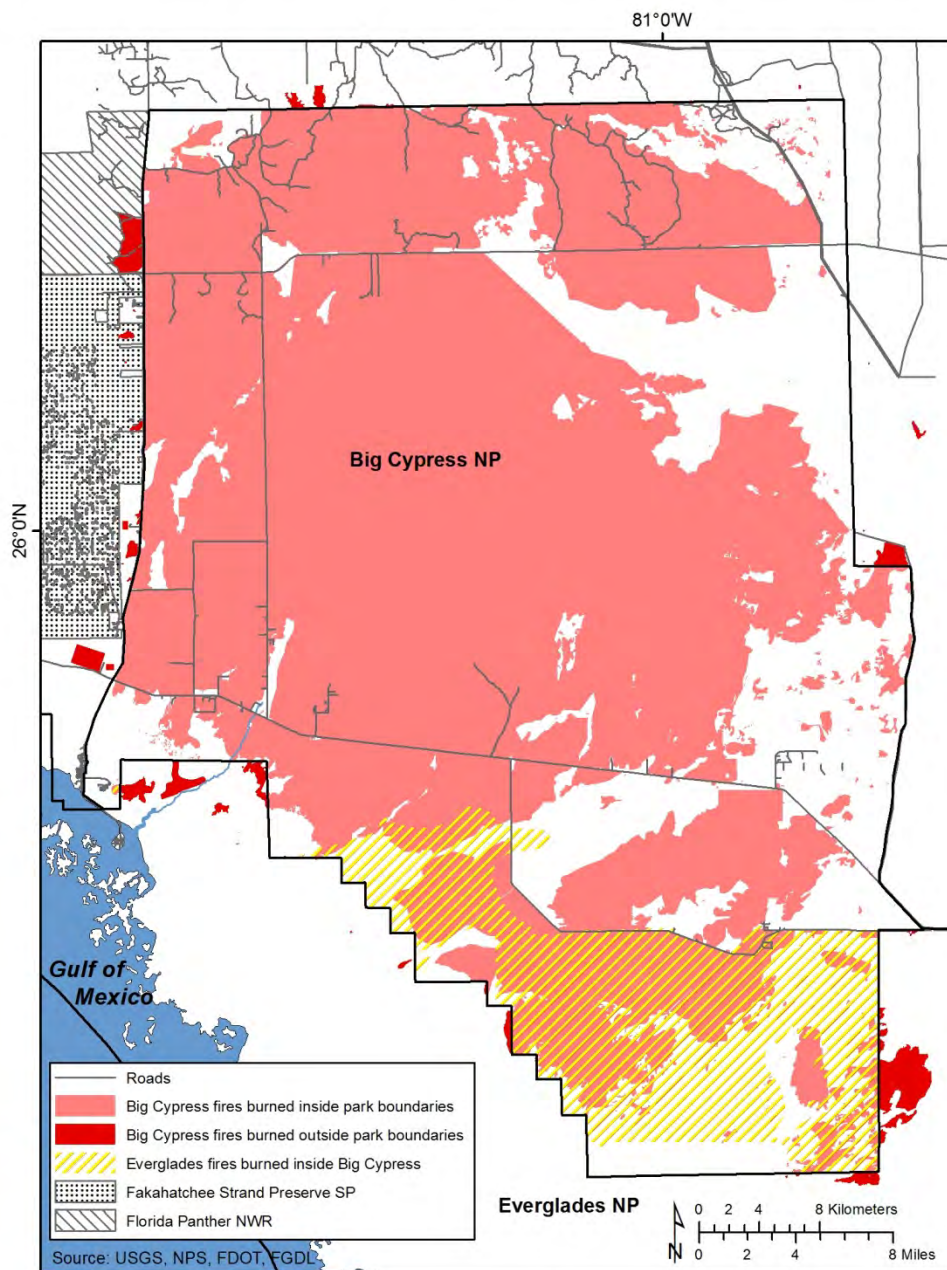 81°0'W
Big Cypress NP
26°0'N
Gulf of
Mexico
Roads
Big Cypress fires burned inside park boundaries
Big Cypress fires burned outside park boundaries
Everglades fires burned inside Big Cypress
Fakahatchee Strand Preserve SP
Florida Panther NWR
Source: USGS, NPS, FDOT, FGDL
Everglades NP
N
0 2 4 8 Kilometers
0 2 4 8 Miles